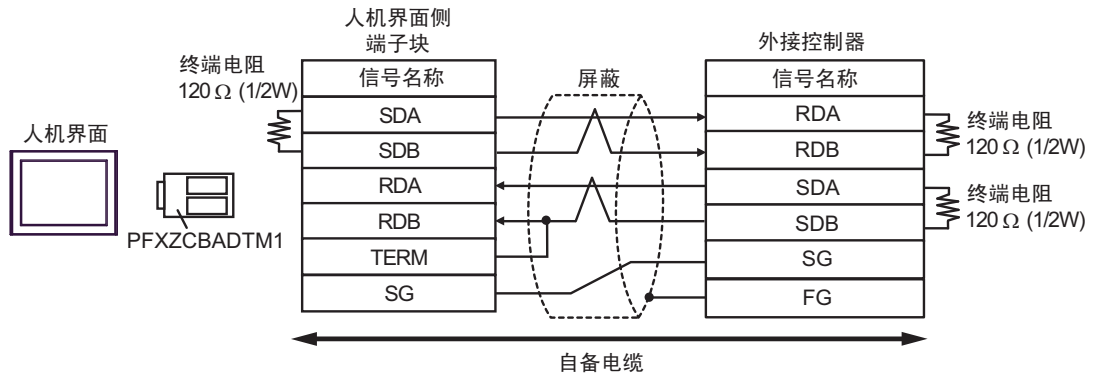 人机界面侧
端子块
外接控制器
终端电阻
120 Ω (1/2W)
信号名称
屏蔽
信号名称
SDA
RDA
终端电阻
120 Ω (1/2W)
人机界面
SDB
RDB
RDA
SDA
终端电阻
120 Ω (1/2W)
RDB
SDB
PFXZCBADTM1
TERM
SG
SG
FG
自备电缆